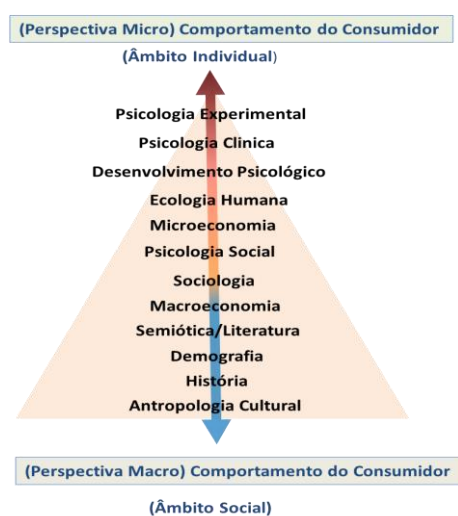 (Perspectiva Micro) Comportamento do Consumidor
(Âmbito Individual)
Psicologia Experimental
Psicologia Clinica
Desenvolvimento Psicológico
Ecologia Humana
Microeconomia
Psicologia Social
Sociologia
Macroeconomia
Semiótica/Literatura
Demografia
História
Antropologia Cultural
(Perspectiva Macro) Comportamento do Consumidor
(Âmbito Social)